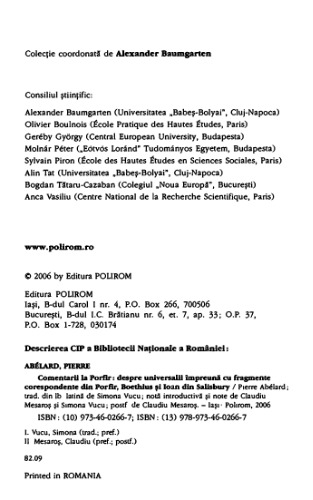 Colecție coordonată de Alexander Baumgarten
Consiliul științific:
Alexander Baumgarten (Universitatea „Babeș-Bolyai”, Cluj-Napoca)
Olivier Boulnois (École Pratique des Hautes Études, Paris)
Geréby György (Central European University, Budapesta)
Molnár Péter („Eötvös Loránd” Tudományos Egyetem, Budapesta)
Sylvain Piron (École des Hautes Études en Sciences Sociales, Paris)
Alin Tat (Universitatea „Babeș-Bolyai”, Cluj-Napoca)
Bogdan Tătaru-Cazaban (Colegiul „Noua Europă”, București)
Anca Vasiliu (Centre National de la Recherche Scientifique, Paris)
www.polirom.ro
© 2006 by Editura POLIROM
Editura POLIROM
Iași, B-dul Carol I nr. 4, P.O. Box 266, 700506
București, B-dul I.C. Brătianu nr. 6, et. 7, ap. 33; O.P. 37,
P.O. Box 1-728, 030174
Descrierea CIP a Bibliotecii Naționale a României:
ABÉLARD, PIERRE
Comentarii la Porfir: despre universalii împreună cu fragmente
corespondente din Porfir, Boethius și Ioan din Salisbury / Pierre Abélard;
trad. din lb latină de Simona Vucu; notă introductivă și note de Claudiu
Mesaroș și Simona Vucu; postf de Claudiu Mesaroș. – Iași: Polirom, 2006
ISBN: (10) 973-46-0266-7; ISBN: (13) 978-973-46-0266-7
I. Vucu, Simona (trad.; pref.)
II Mesaroș, Claudiu (pref.; postf.)
82.09
Printed in ROMANIA